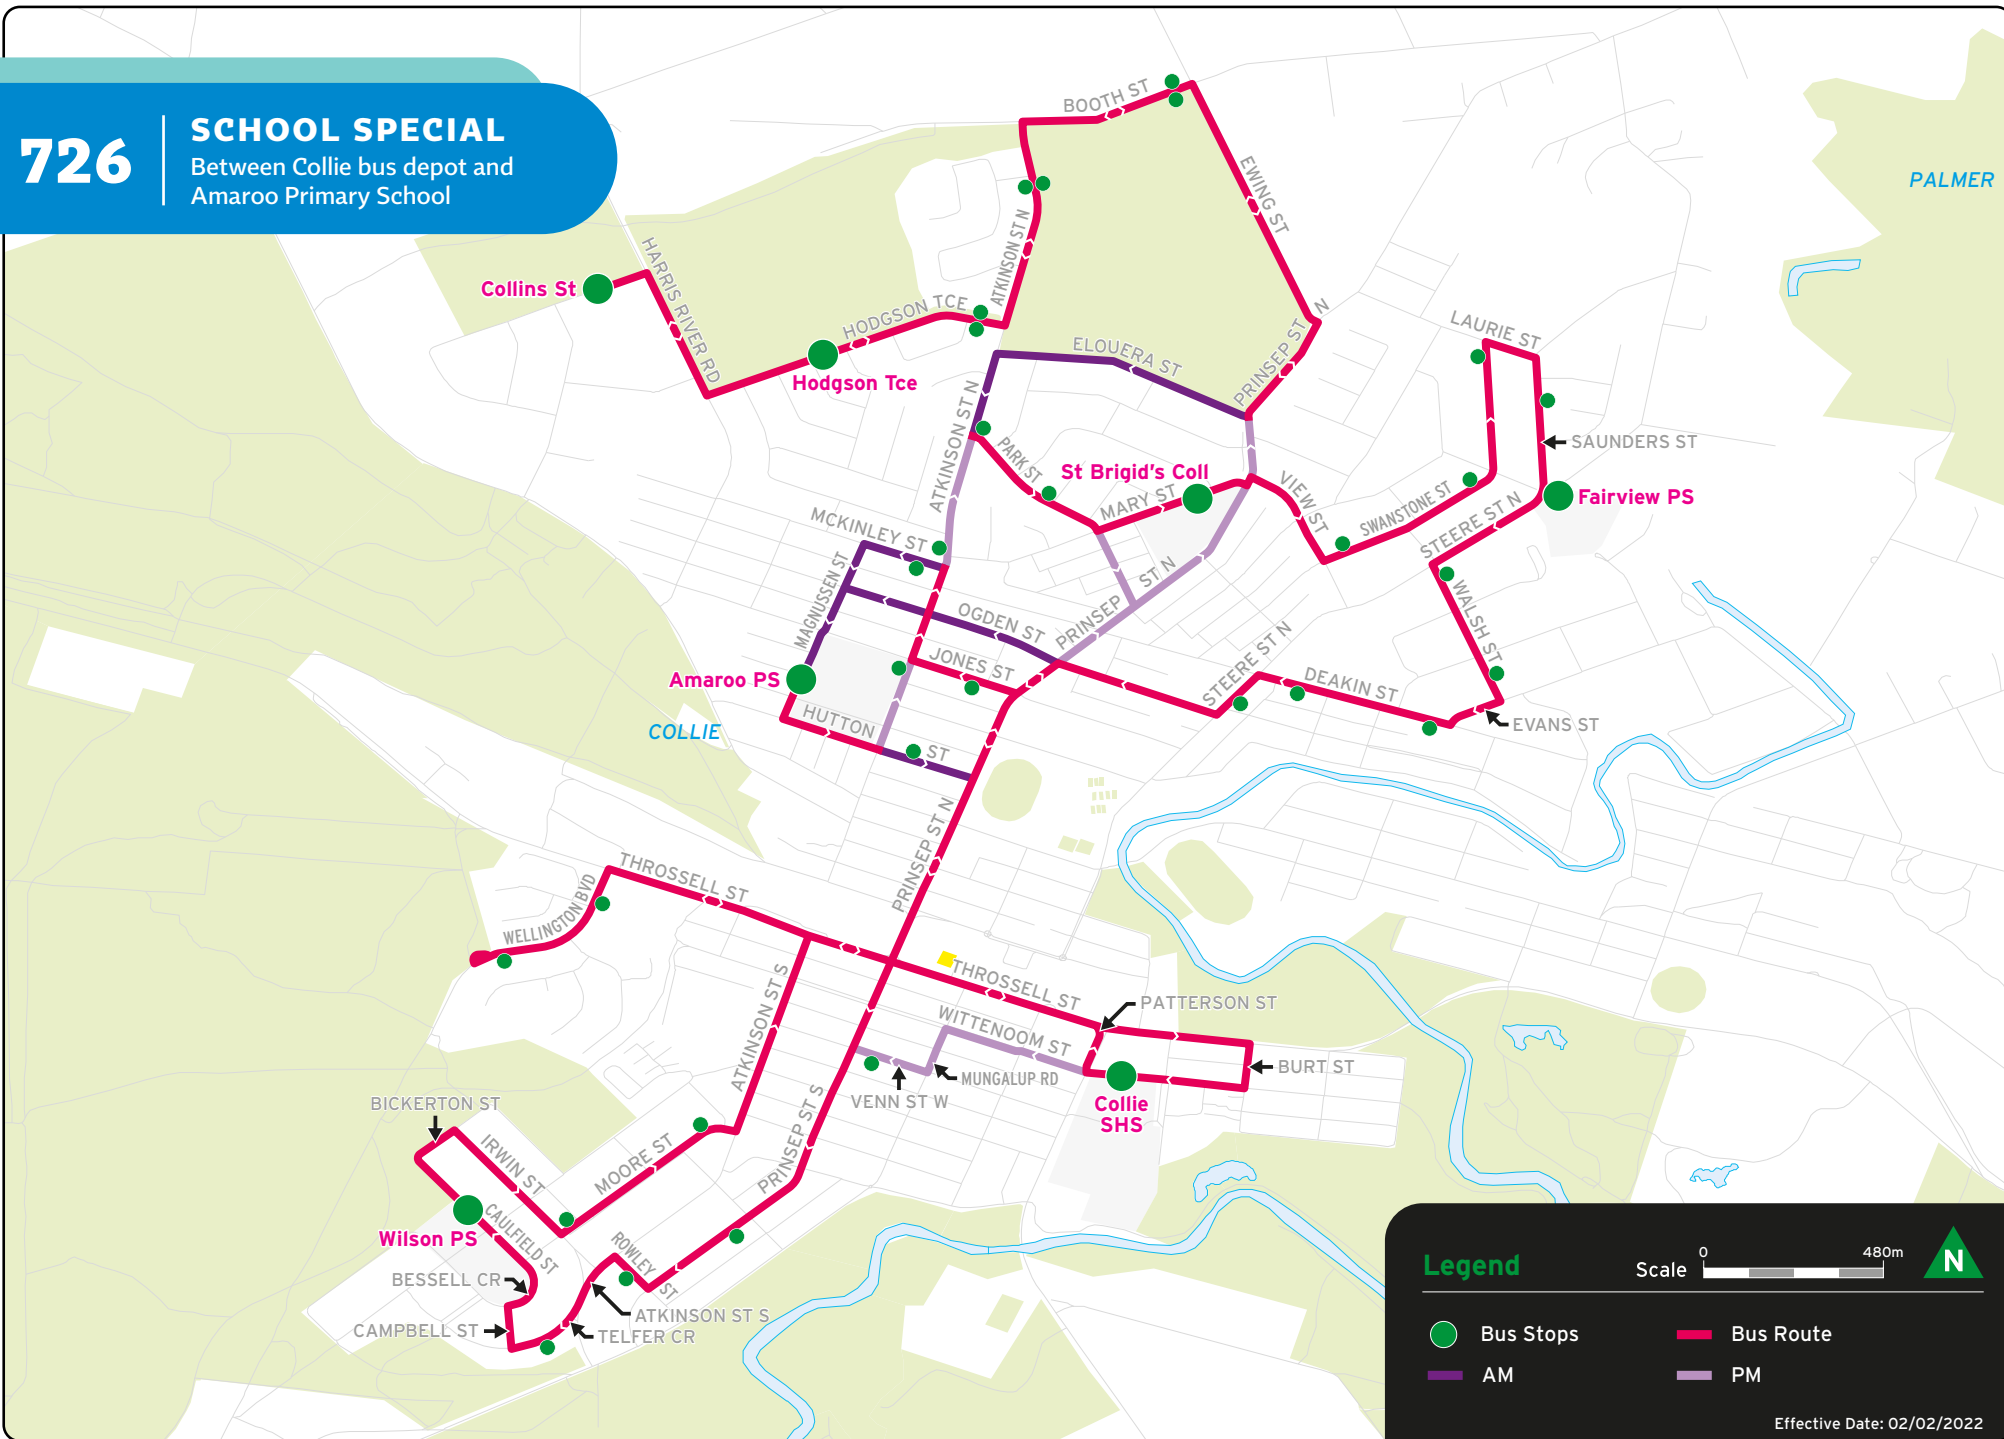 726
SCHOOL SPECIAL
Between Collie bus depot and
Amaroo Primary School
BOOTH ST
EWING ST
PALMER
HARRIS RIVER RD
Collins St
ATKINSON ST N
HODGSON TCE
Hodgson Tce
ELOUERA ST
PRINSEP ST N
LAURIE ST
ATKINSON ST N
PARK ST
St Brigid's Coll
MARY ST
VIEW ST
SAUNDERS ST
SWANSTONE ST
STEERE ST N
Fairview PS
MCKINLEY ST
MAGNUSSEN ST
OGDEN ST
PRINSEP ST N
WALSH ST
JONES ST
STEERE ST N
DEAKIN ST
Amaroo PS
HUTTON ST
COLLIE
EVANS ST
PRINSEP ST N
THROSSELL ST
WELLINGTON BVD
THROSSELL ST
ATKINSON ST S
PATTERSON ST
WITTENOOM ST
MUNGALUP RD
VENN ST W
BURT ST
Collie
SHS
BICKERTON ST
IRWIN ST
MOORE ST
PRINSEP ST S
CAULFIELD ST
Wilson PS
ROWLEY ST
BESSELL CR
CAMPBELL ST
ATKINSON ST S
TELFER CR
Legend
Scale
0
480m
N
Bus Stops
Bus Route
AM
PM
Effective Date: 02/02/2022